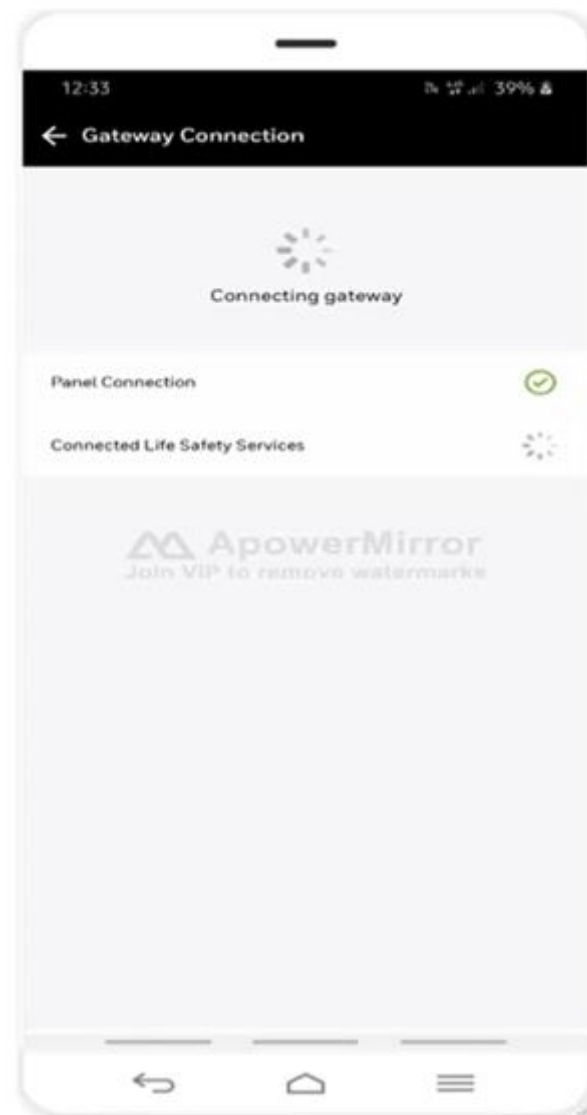 12:33
39%
Gateway Connection
Connecting gateway
Panel Connection
Connected Life Safety Services
ApowerMirror
Join VIP to remove watermarks